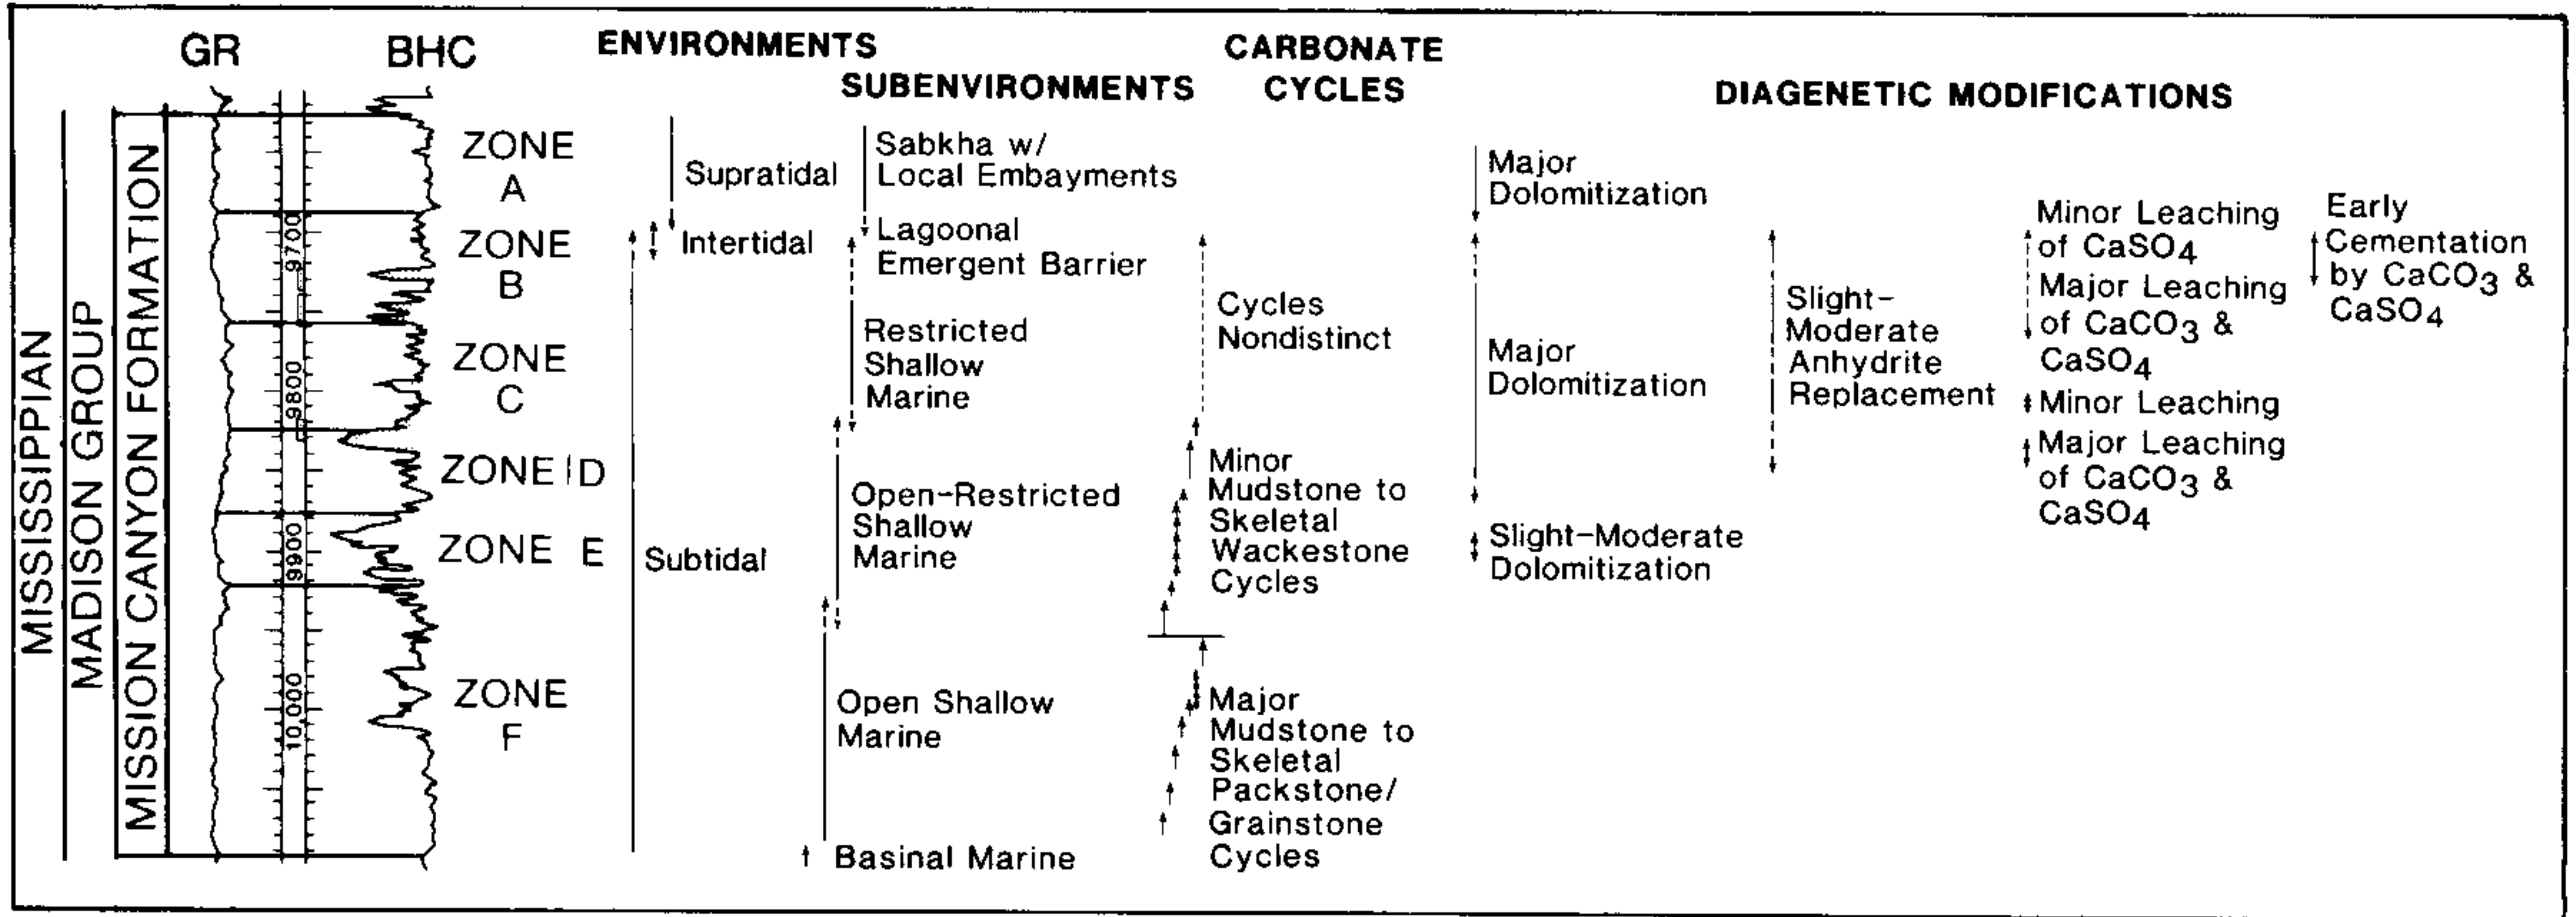 GR
BHC
ENVIRONMENTS
SUBENVIRONMENTS
CARBONATE
CYCLES
DIAGENETIC MODIFICATIONS
MISSISSIPPIAN
MADISON GROUP
MISSION CANYON FORMATION
9700
9800
9900
10,000
ZONE
A
ZONE
B
ZONE
C
ZONE D
ZONE E
ZONE
F
Supratidal
Intertidal
Subtidal
Sabkha w/
Local Embayments
Lagoonal
Emergent Barrier
Restricted
Shallow
Marine
Open-Restricted
Shallow
Marine
Open Shallow
Marine
Basinal Marine
Cycles
Nondistinct
Minor
Mudstone to
Skeletal
Wackestone
Cycles
Major
Mudstone to
Skeletal
Packstone/
Grainstone
Cycles
Major
Dolomitization
Major
Dolomitization
Slight-Moderate
Dolomitization
Slight-
Moderate
Anhydrite
Replacement
Minor Leaching
of CaSO4
Major Leaching
of CaCO3 &
CaSO4
Minor Leaching
Major Leaching
of CaCO3 &
CaSO4
Early
Cementation
by CaCO3 &
CaSO4